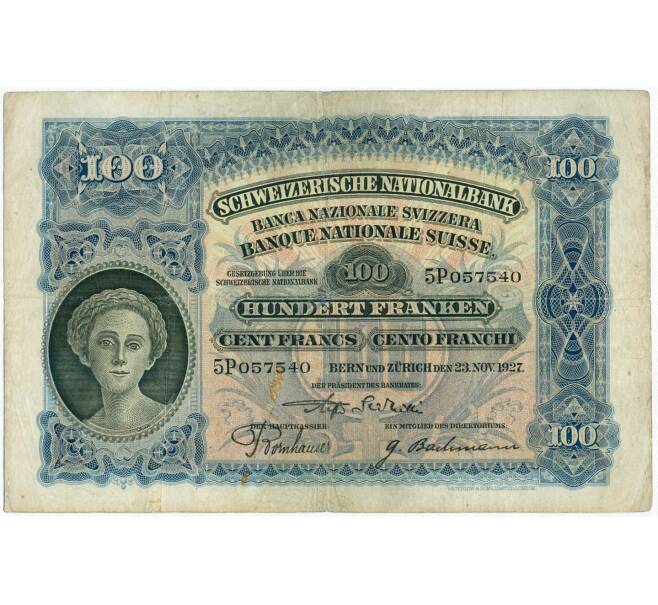 100
100
SCHWEIZERISCHE NATIONALBANK
BANCA NAZIONALE SVIZZERA
BANQUE NATIONALE SUISSE.
GESETZGEBUNG ÜBER DIE
SCHWEIZERISCHE NATIONALBANK
100
5P057540
HUNDERT FRANKEN
CENT FRANCS CENTO FRANCHI
5P057540 BERN UND ZÜRICH DEN 23. NOV. 1927.
DER PRÄSIDENT DES BANKRATES:
DER HAUPTKASSIER
EIN MITGLIED DES DIREKTORIUMS.
Bornhauser
G. Bachmann
100